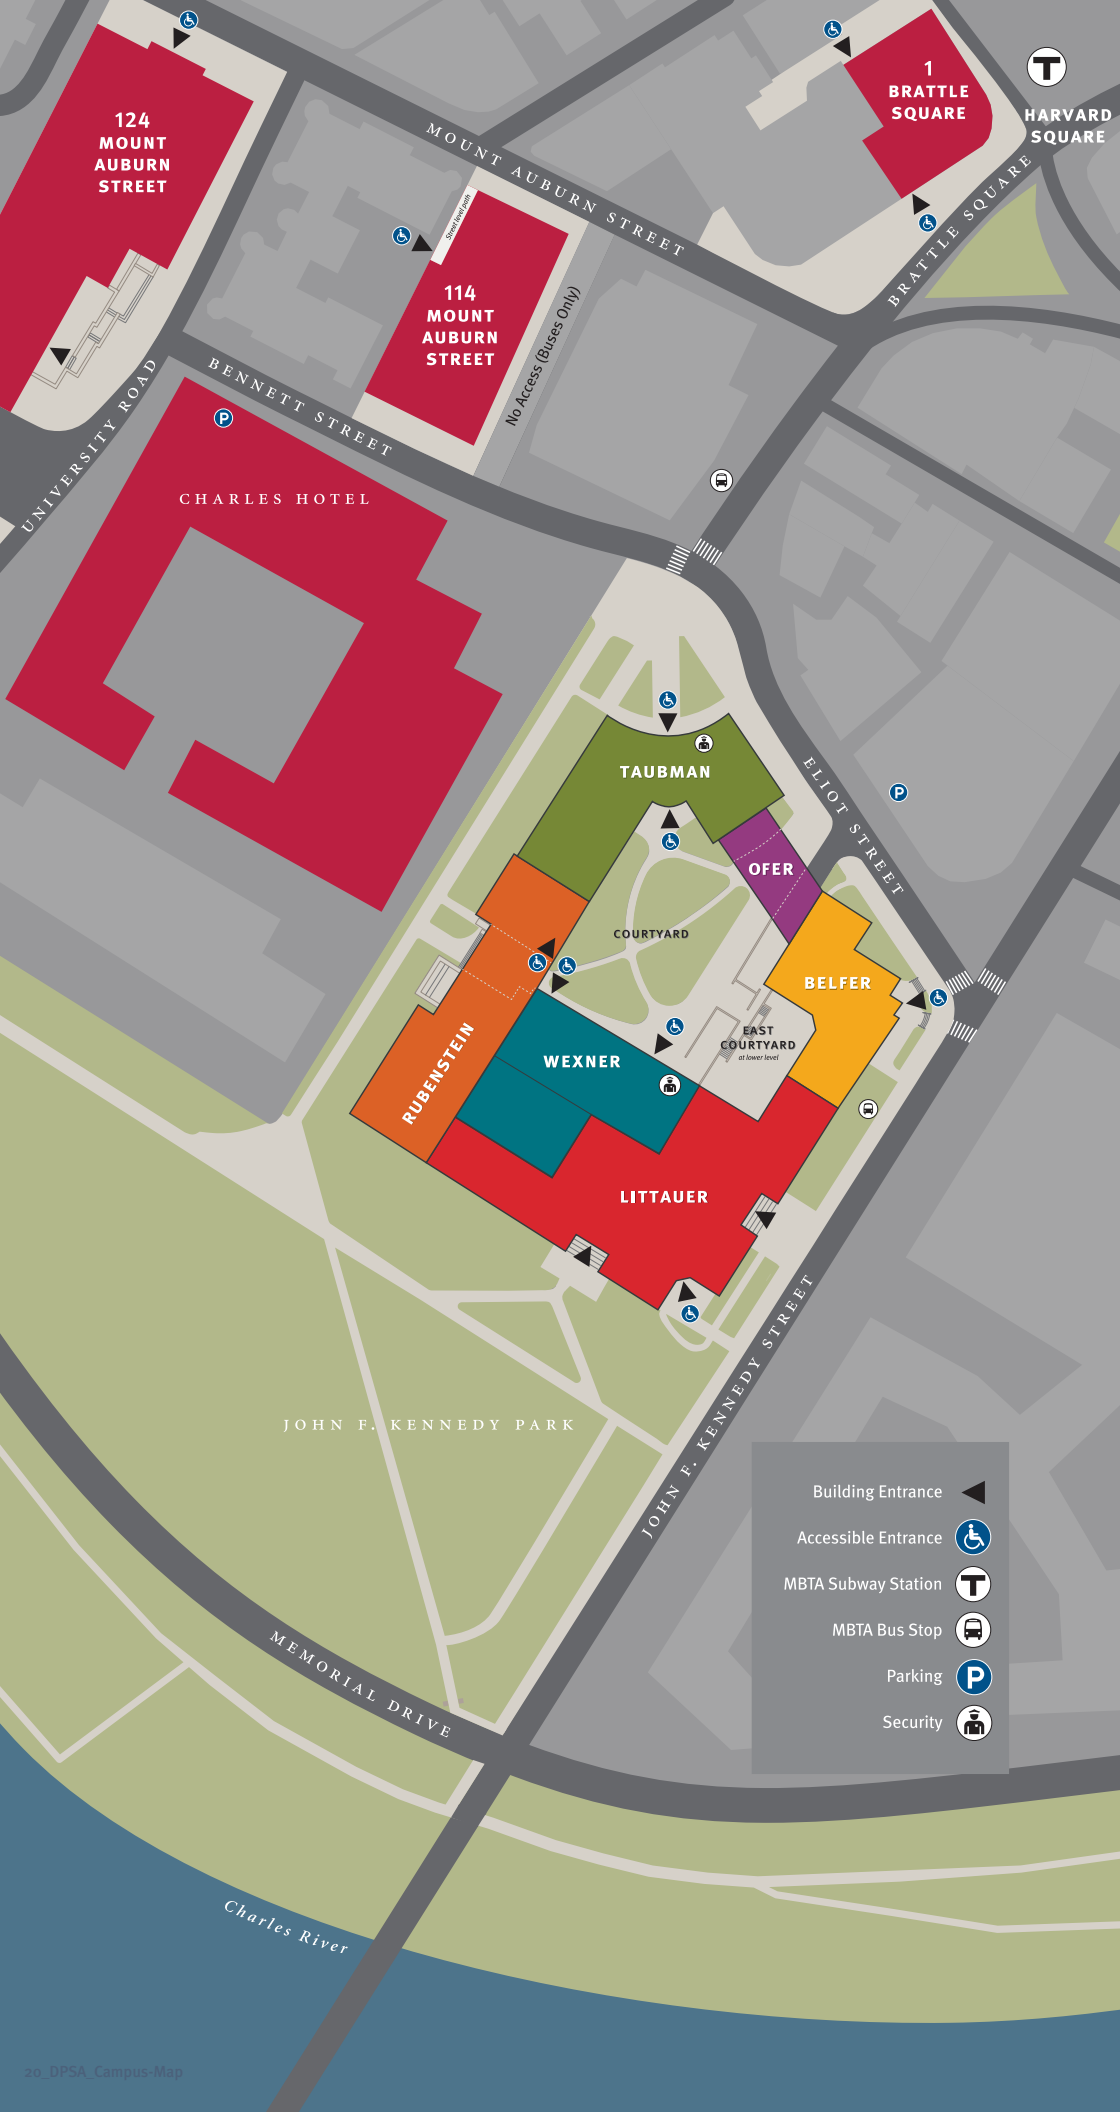 124
MOUNT
AUBURN
STREET
1
BRATTLE
SQUARE
HARVARD
SQUARE
MOUNT AUBURN STREET
BRATTLE SQUARE
Street level path
114
MOUNT
AUBURN
STREET
No Access (Buses Only)
BENNETT STREET
UNIVERSITY ROAD
P
CHARLES HOTEL
TAUBMAN
ELIOT STREET
P
OFER
COURTYARD
BELFER
EAST
COURTYARD
at lower level
WEXNER
RUBENSTEIN
LITTAUER
JOHN F. KENNEDY STREET
JOHN F. KENNEDY PARK
Building Entrance
Accessible Entrance
MBTA Subway Station
MBTA Bus Stop
Parking P
Security
MEMORIAL DRIVE
Charles River
20_DPSA_Campus-Map